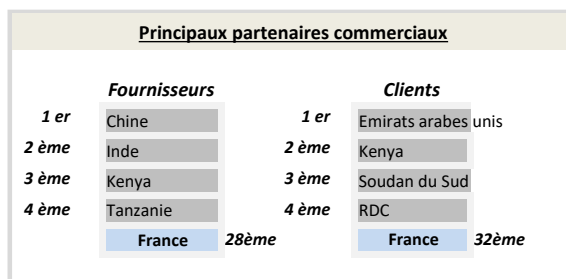 Principaux partenaires commerciaux
Fournisseurs Clients
1 er Chine 1 er Emirats arabes unis
2 ème Inde 2 ème Kenya
3 ème Kenya 3 ème Soudan du Sud
4 ème Tanzanie 4 ème RDC
France 28ème France 32ème